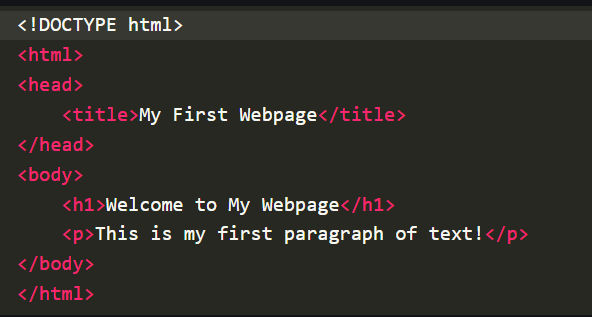 <!DOCTYPE html>
<html>
<head>
    <title>My First Webpage</title>
</head>
<body>
    <h1>Welcome to My Webpage</h1>
    <p>This is my first paragraph of text!</p>
</body>
</html>